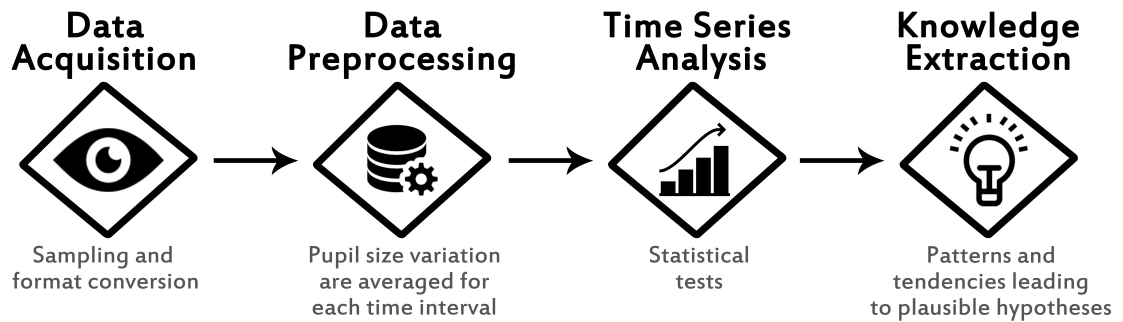 Data
Acquisition
Sampling and
format conversion
Data
Preprocessing
Pupil size variation
are averaged for
each time interval
Time Series
Analysis
Statistical
tests
Knowledge
Extraction
Patterns and
tendencies leading
to plausible hypotheses